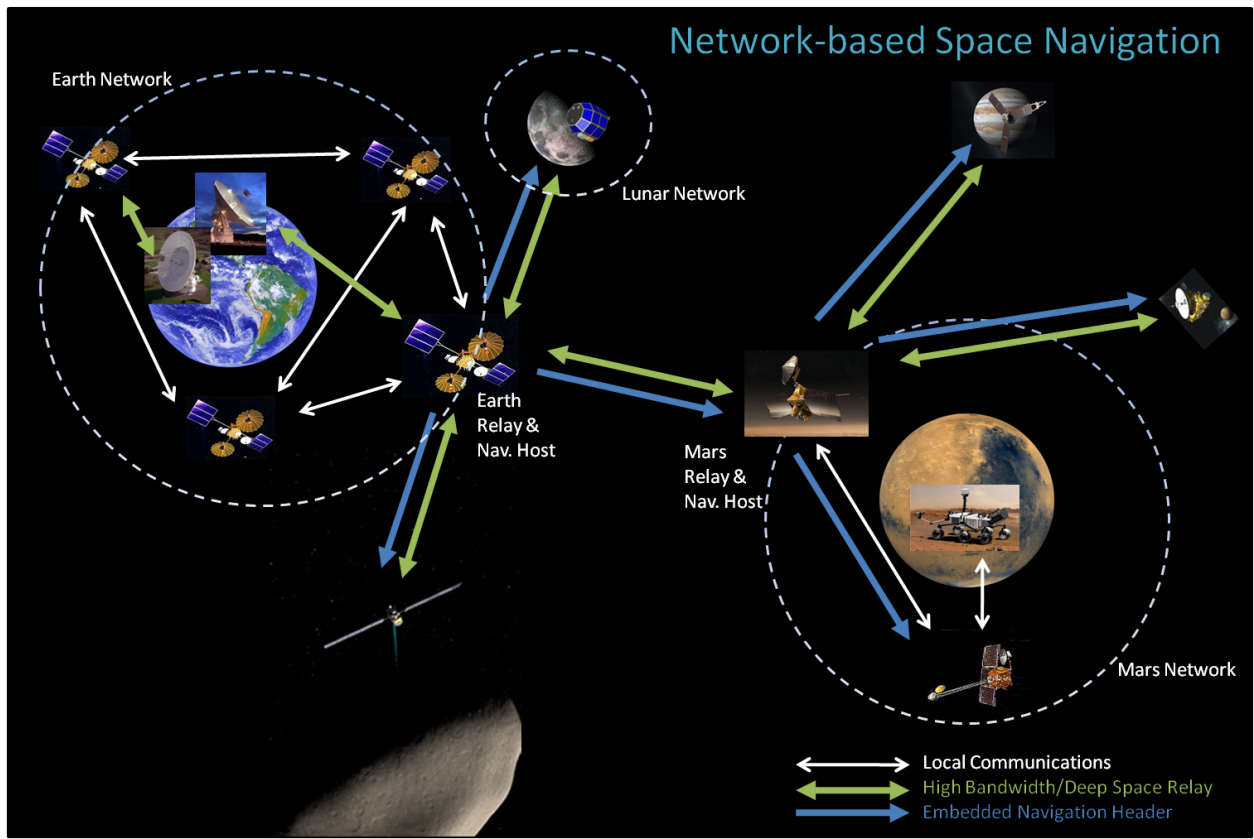 Network-based Space Navigation
Earth Network
Lunar Network
Earth
Relay &
Nav. Host
Mars
Relay &
Nav. Host
Mars Network
Local Communications
High Bandwidth/Deep Space Relay
Embedded Navigation Header